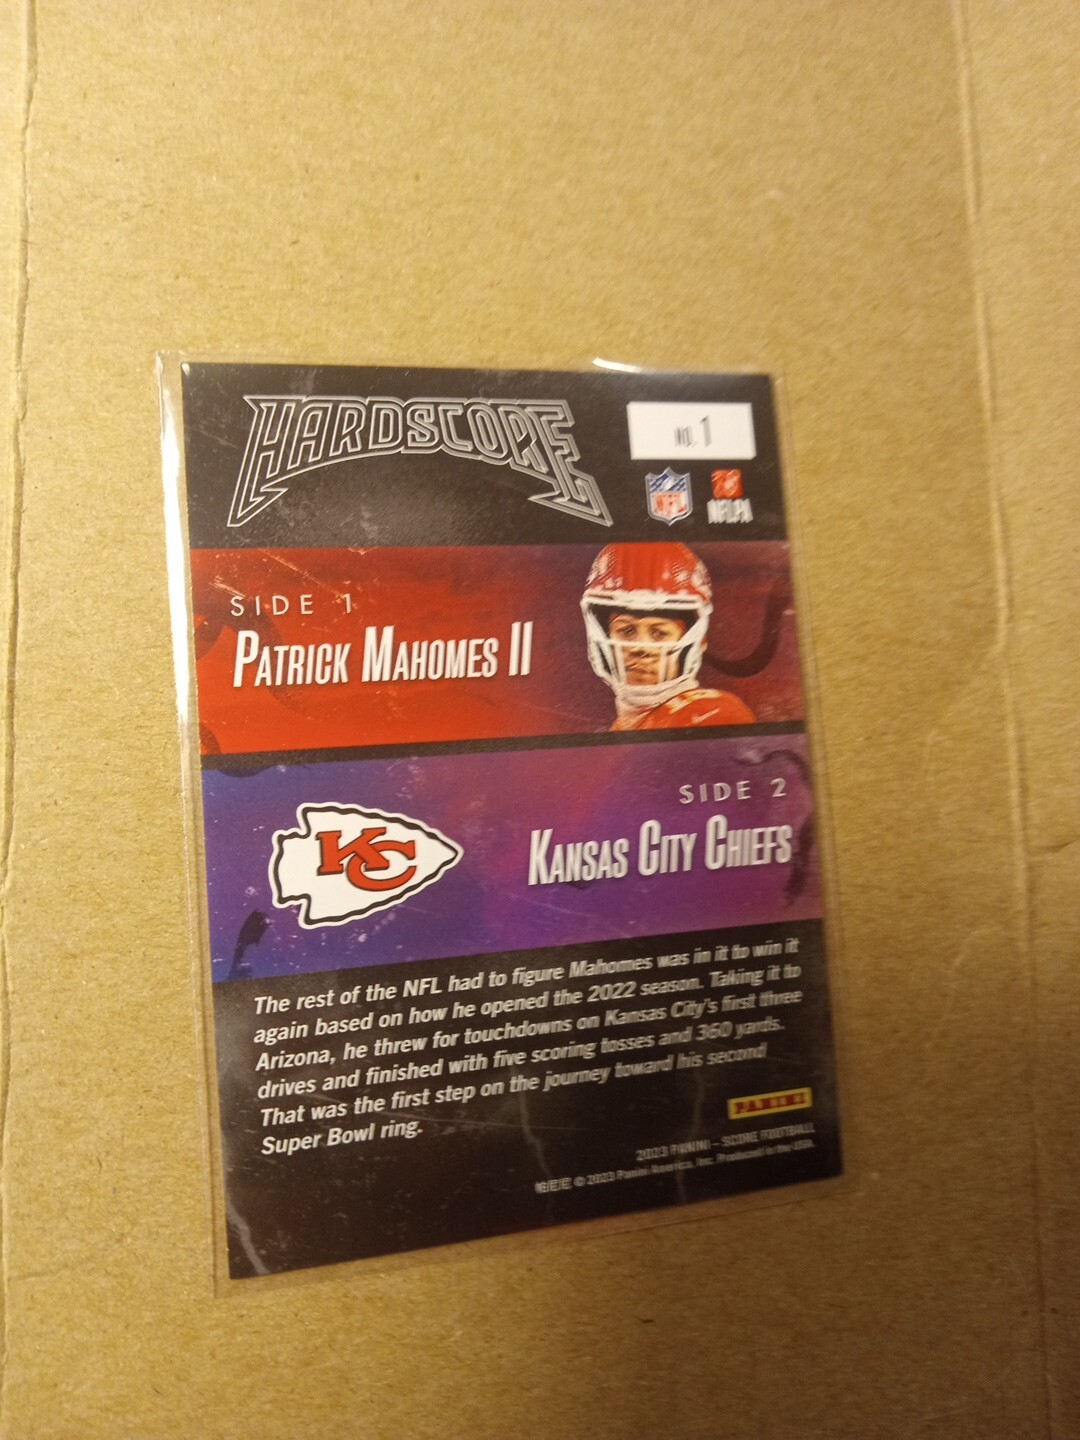 HARDSCOPE
NO. 1
NFL
NFLPA
SIDE 1
PATRICK MAHOMES II
SIDE 2
KC
KANSAS CITY CHIEFS
The rest of the NFL had to figure Mahomes was in it to win it
again based on how he opened the 2022 season. Taking it to
Arizona, he threw for touchdowns on Kansas City's first three
drives and finished with five scoring tosses and 360 yards.
That was the first step on the journey toward his second
Super Bowl ring.
PANINI
2023 PANINI – SCORE FOOTBALL
© 2023 Panini America, Inc. Produced in the USA.